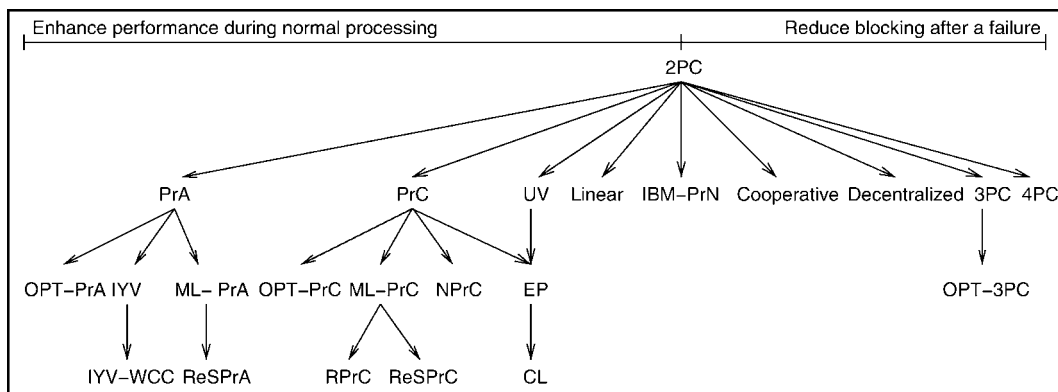 Enhance performance during normal processing Reduce blocking after a failure
2PC
PrA PrC UV Linear IBM–PrN Cooperative Decentralized 3PC 4PC
OPT–PrA IYV ML– PrA OPT–PrC ML–PrC NPrC EP OPT–3PC
IYV–WCC ReSPrA RPrC ReSPrC CL